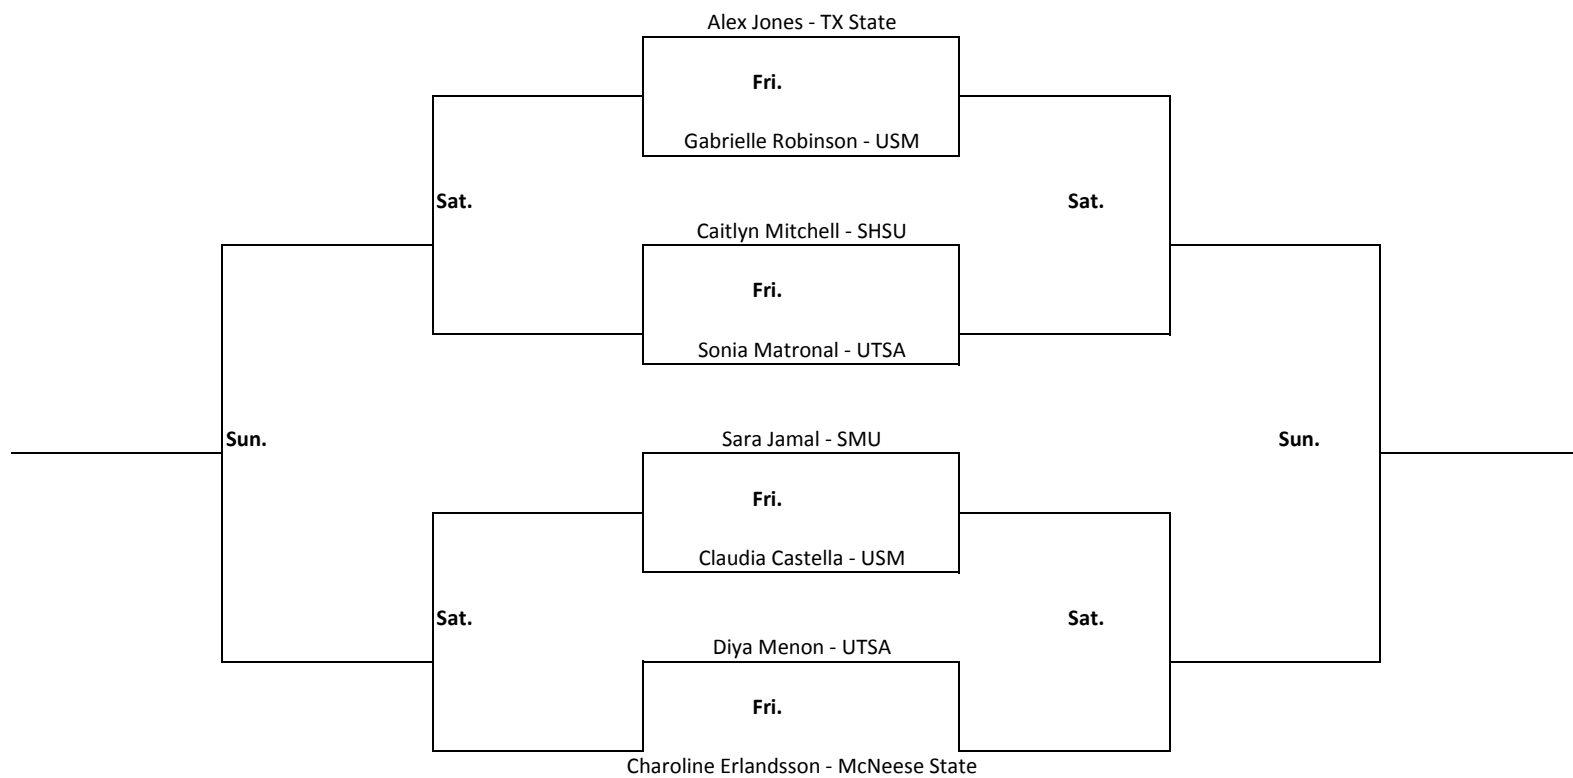 Alex Jones - TX State
Fri.
Gabrielle Robinson - USM
Sat.
Sat.
Caitlyn Mitchell - SHSU
Fri.
Sonia Matronal - UTSA
Sun.
Sara Jamal - SMU
Sun.
Fri.
Claudia Castella - USM
Sat.
Sat.
Diya Menon - UTSA
Fri.
Charoline Erlandsson - McNeese State